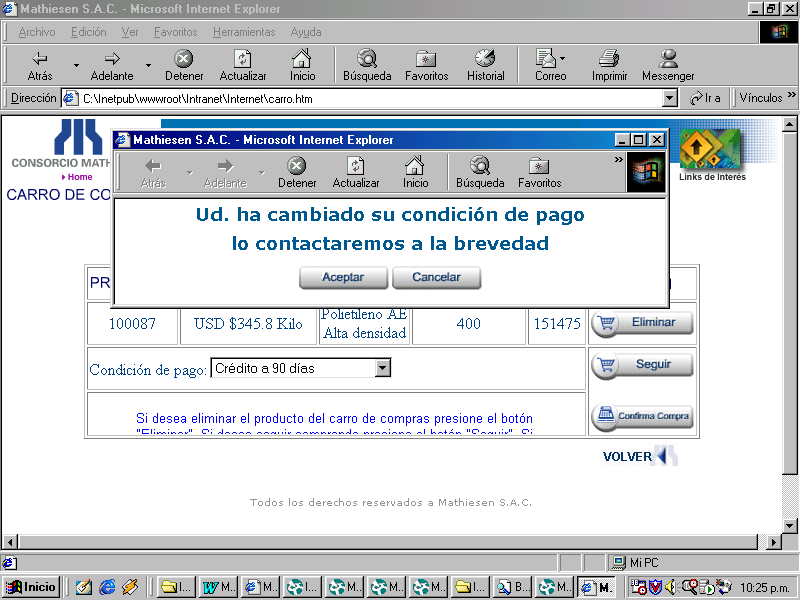 Mathiesen S.A.C. - Microsoft Internet Explorer
Archivo Edición Ver Favoritos Herramientas Ayuda
Atrás Adelante Detener Actualizar Inicio Búsqueda Favoritos Historial Correo Imprimir Messenger
Dirección C:\Inetpub\wwwroot\Intranet\Internet\carro.htm Ir a Vínculos »
CONSORCIO MATH
Home
CARRO DE CO
Links de Interés
Mathiesen S.A.C. - Microsoft Internet Explorer
Atrás Adelante Detener Actualizar Inicio Búsqueda Favoritos »
Ud. ha cambiado su condición de pago
lo contactaremos a la brevedad
Aceptar Cancelar
PR
100087 USD $345.8 Kilo Polietileno AE 400 151475 Eliminar
Alta densidad
Condición de pago: Crédito a 90 días Seguir
Si desea eliminar el producto del carro de compras presione el botón
"Eliminar". Si desea seguir comprando presione el botón "Seguir". Si
Confirma Compra
VOLVER
Todos los derechos reservados a Mathiesen S.A.C.
Mi PC
Inicio I... M... M... I... M... M... M... I... B... M... M. 10:25 p.m.